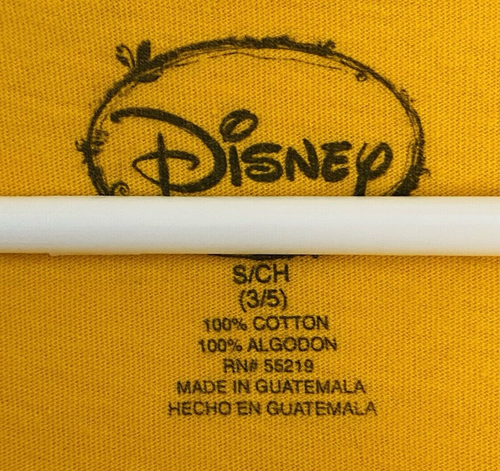 Disney
S/CH
(3/5)
100% COTTON
100% ALGODON
RN# 55219
MADE IN GUATEMALA
HECHO EN GUATEMALA